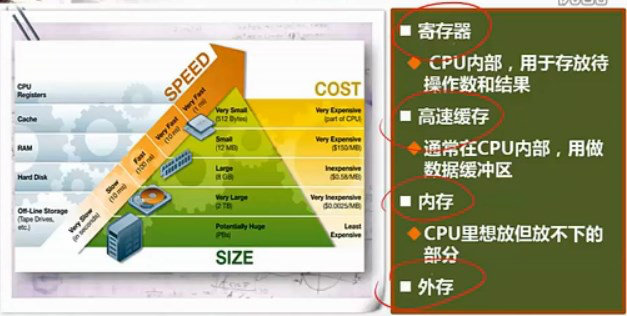 SPEED
COST
CPU
Registers
Very Fast
(1 ns)
Very Small
(512 Bytes)
Very Expensive
(part of CPU)
Cache
Very Fast
(10 ns)
Small
(12 MB)
Very Expensive
($150/MB)
RAM
Fast
(100 ns)
Large
(8 GB)
Inexpensive
($0.58/MB)
Hard Disk
Slow
(10 ms)
Very Large
(2 TB)
Very Inexpensive
($0.0025/MB)
Off-Line Storage
(Tape Drives,
etc.)
Very Slow
(in seconds)
Potentially Huge
(PBs)
Least
Expensive
SIZE
寄存器
CPU内部，用于存放待
操作数和结果
高速缓存
通常在CPU内部，用做
数据缓冲区
内存
CPU里想放但放不下的
部分
外存